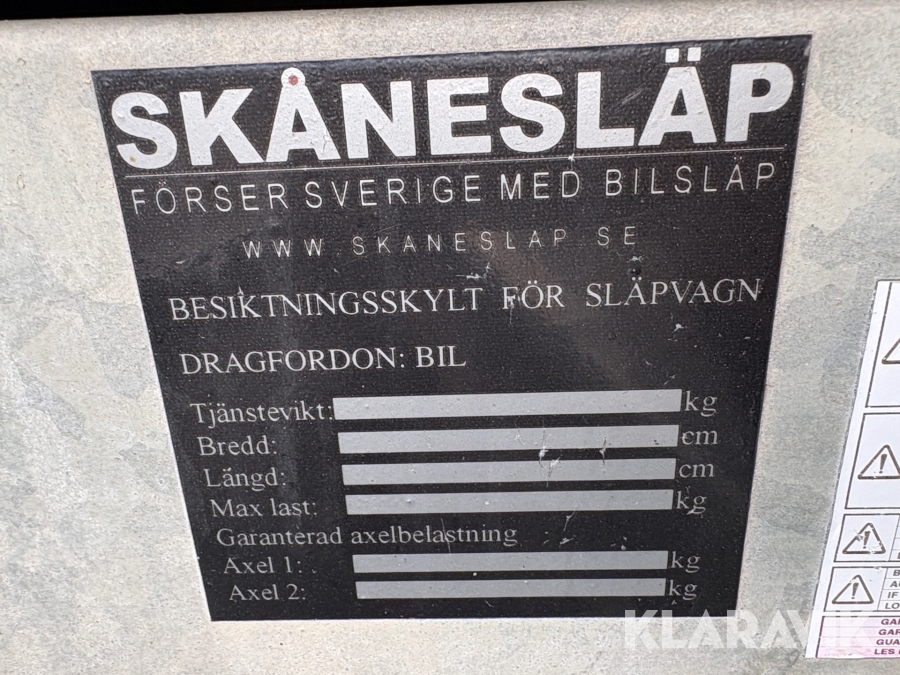 SKÅNESLÄP
FÖRSER SVERIGE MED BILSLÄP
WWW.SKANESLAP.SE
BESIKTNINGSSKYLT FÖR SLÄPVAGN
DRAGFORDON: BIL
Tjänstevikt: kg
Bredd: cm
Längd: cm
Max last: kg
Garanterad axelbelastning
Axel 1: kg
Axel 2: kg
KLARAVIK